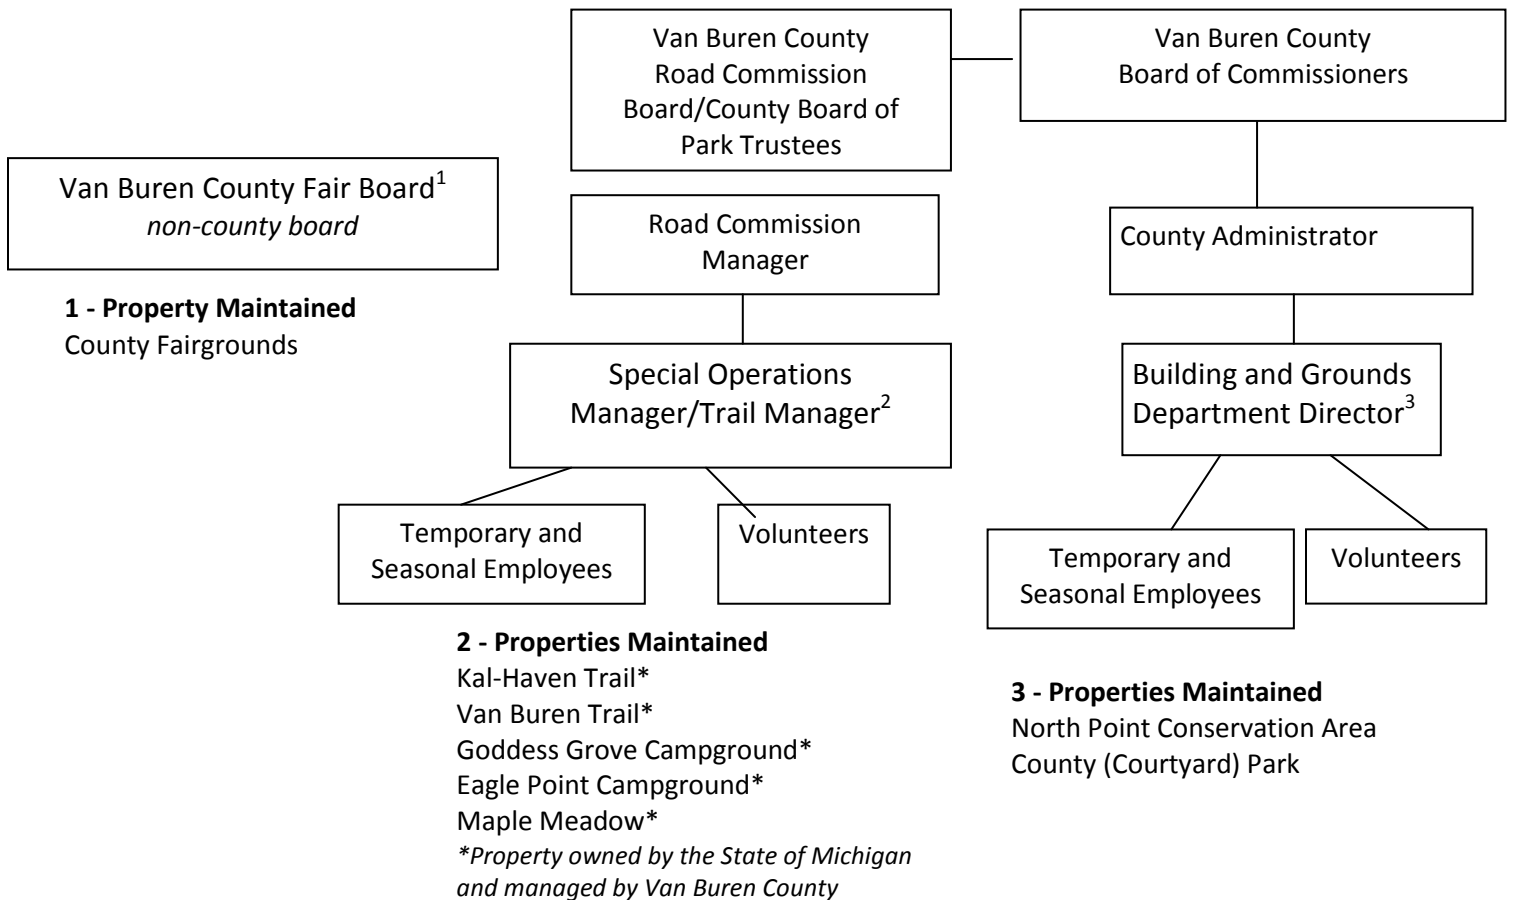 Van Buren County
Road Commission
Board/County Board of
Park Trustees
Van Buren County
Board of Commissioners
Van Buren County Fair Board1
non-county board
Road Commission
Manager
County Administrator
1 - Property Maintained
County Fairgrounds
Special Operations
Manager/Trail Manager2
Building and Grounds
Department Director3
Temporary and
Seasonal Employees
Volunteers
Temporary and
Seasonal Employees
Volunteers
2 - Properties Maintained
Kal-Haven Trail*
Van Buren Trail*
Goddess Grove Campground*
Eagle Point Campground*
Maple Meadow*
*Property owned by the State of Michigan
and managed by Van Buren County
3 - Properties Maintained
North Point Conservation Area
County (Courtyard) Park